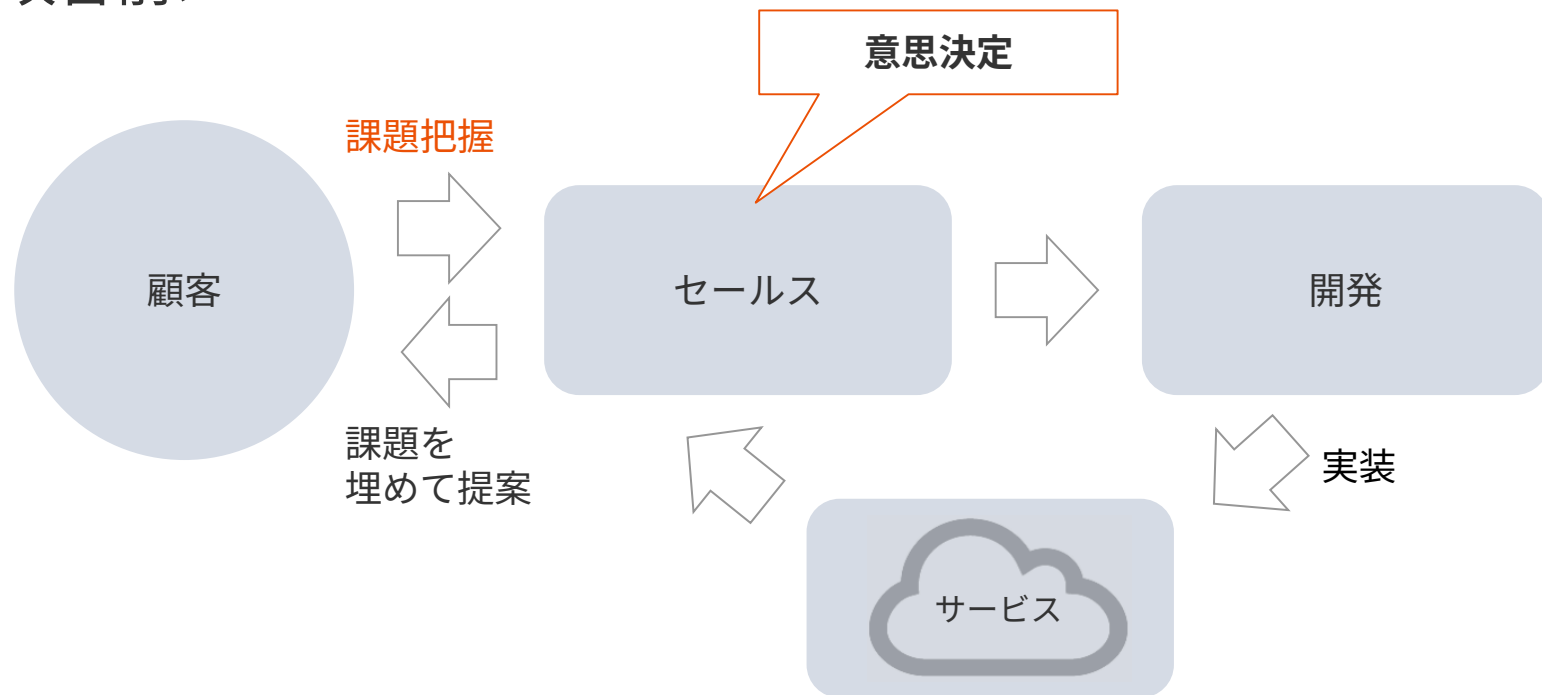 意思決定
課題把握
顧客
セールス
開発
課題を
埋めて提案
実装
サービス